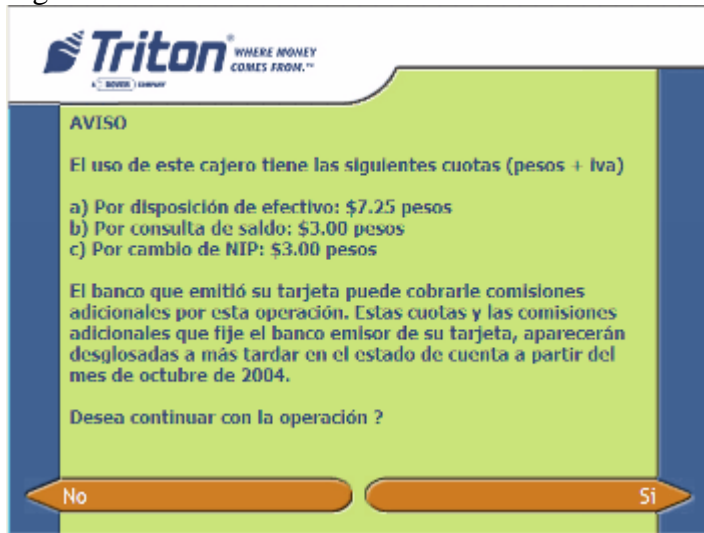 Triton® WHERE MONEY
COMES FROM.™
A DOVER COMPANY
AVISO
El uso de este cajero tiene las siguientes cuotas (pesos + iva)
a) Por disposición de efectivo: $7.25 pesos
b) Por consulta de saldo: $3.00 pesos
c) Por cambio de NIP: $3.00 pesos
El banco que emitió su tarjeta puede cobrarle comisiones
adicionales por esta operación. Estas cuotas y las comisiones
adicionales que fije el banco emisor de su tarjeta, aparecerán
desglosadas a más tardar en el estado de cuenta a partir del
mes de octubre de 2004.
Desea continuar con la operación ?
No
Si